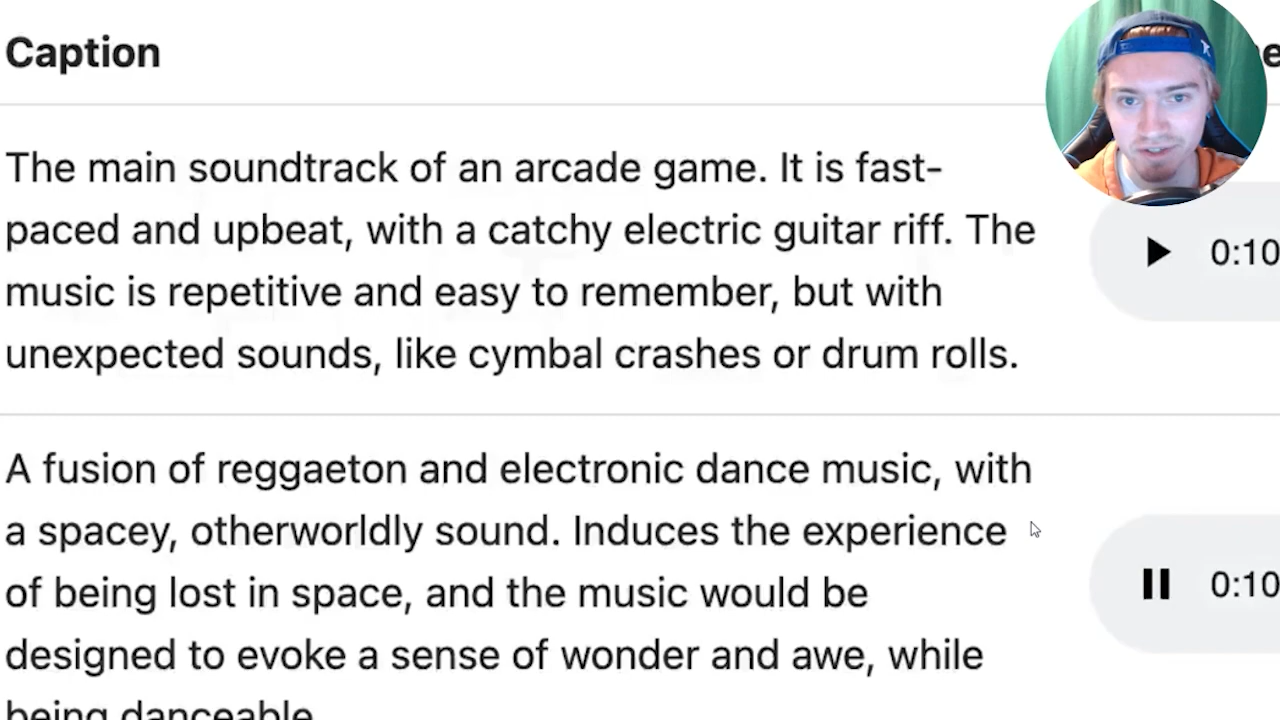 Caption
The main soundtrack of an arcade game. It is fast-
paced and upbeat, with a catchy electric guitar riff. The
music is repetitive and easy to remember, but with
unexpected sounds, like cymbal crashes or drum rolls.
0:10
A fusion of reggaeton and electronic dance music, with
a spacey, otherworldly sound. Induces the experience
of being lost in space, and the music would be
designed to evoke a sense of wonder and awe, while
being danceable
0:10